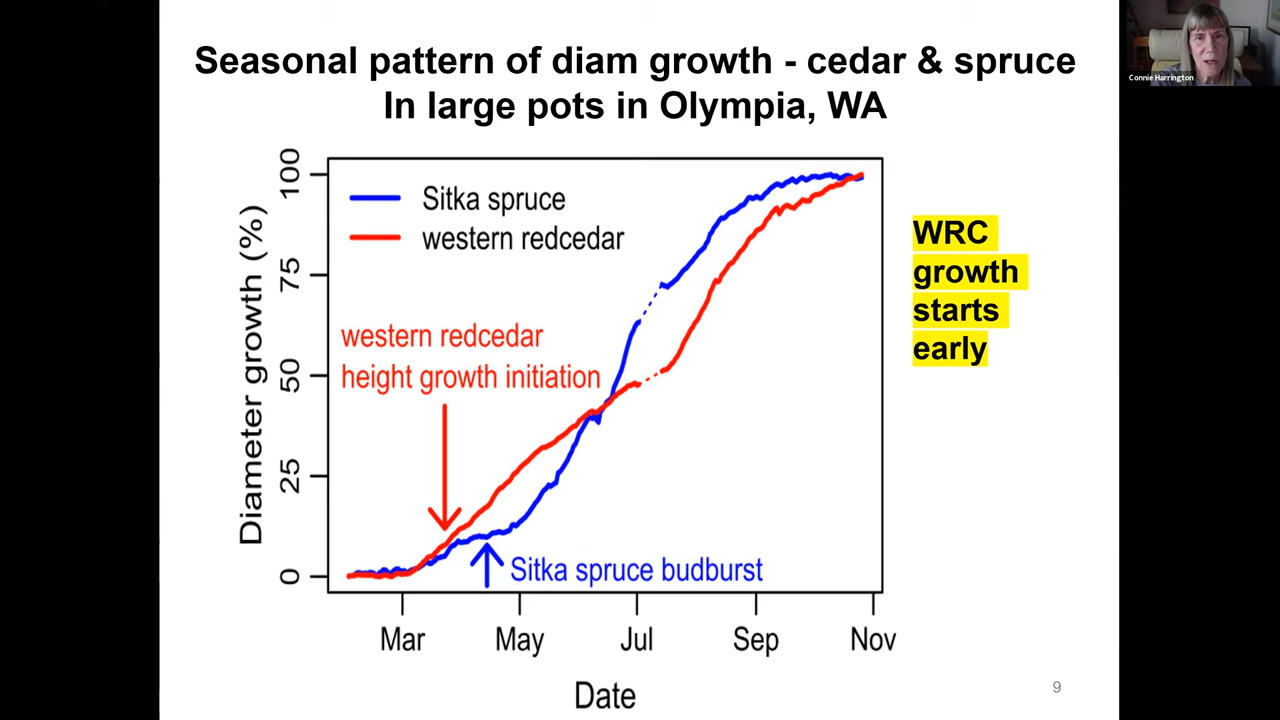 Seasonal pattern of diam growth - cedar & spruce
In large pots in Olympia, WA
Connie Harrington
Diameter growth (%)
100
75
50
25
0
Sitka spruce
western redcedar
western redcedar
height growth initiation
Sitka spruce budburst
WRC
growth
starts
early
Mar May Jul Sep Nov
Date
9